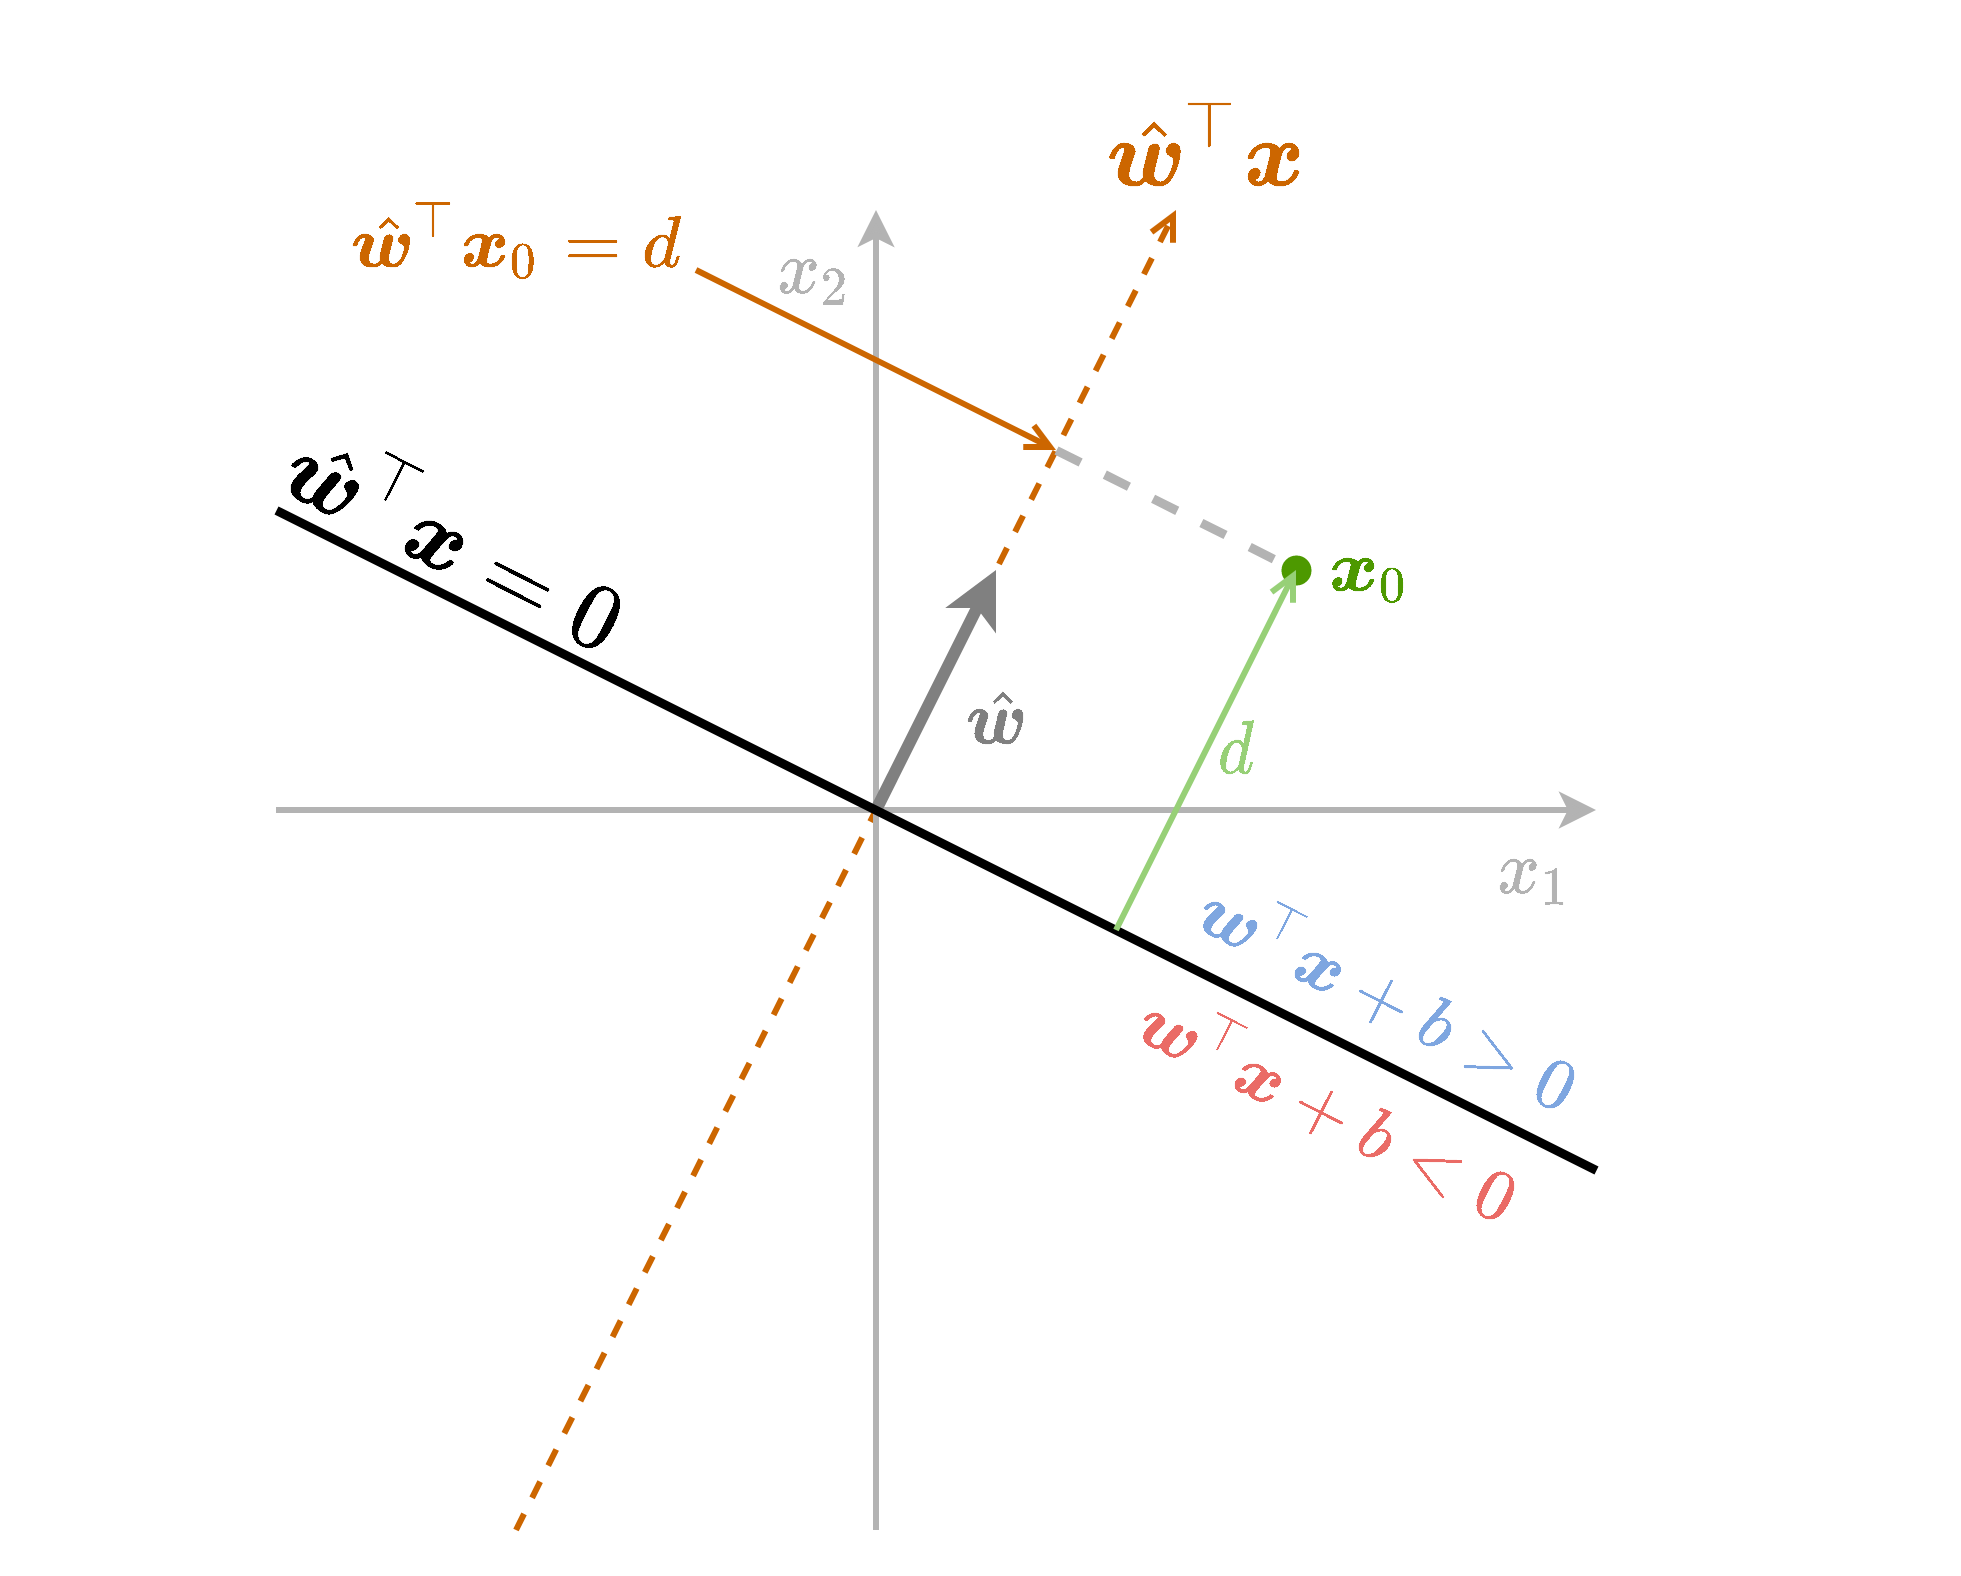 ŵ⊤x
ŵ⊤x₀ = d
x₂
ŵ⊤x = 0
x₀
ŵ
d
x₁
w⊤x + b > 0
w⊤x + b < 0